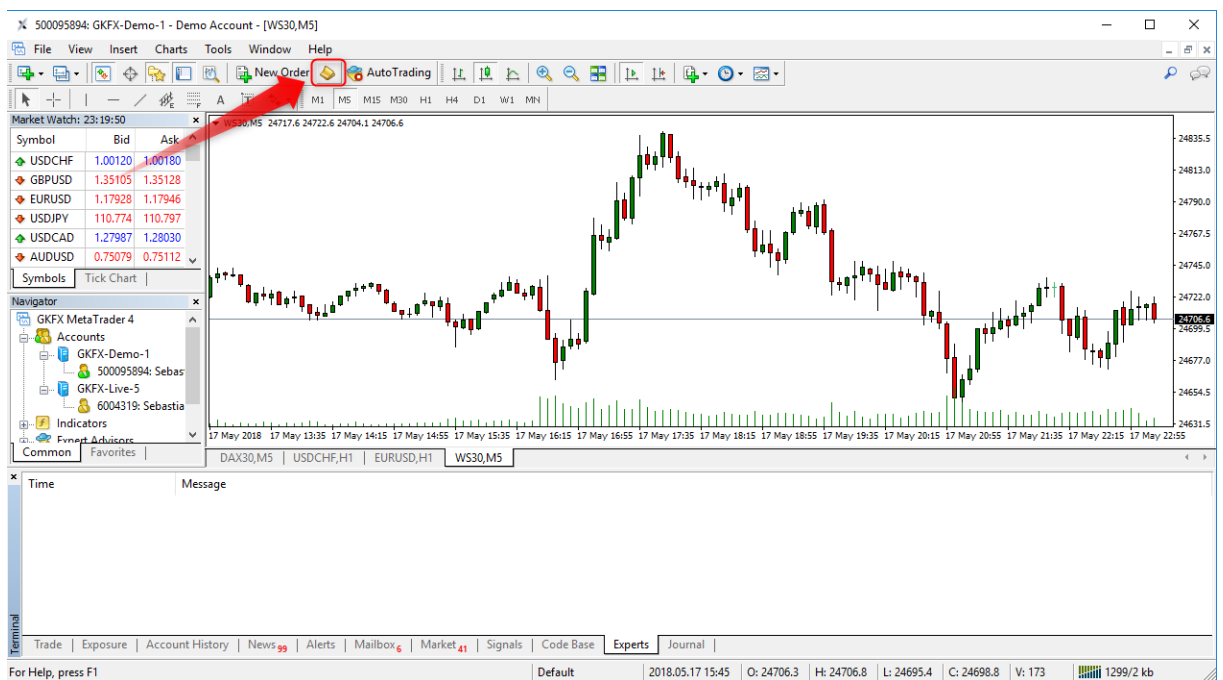 500095894: GKFX-Demo-1 - Demo Account - [WS30,M5]
File View Insert Charts Tools Window Help
New Order AutoTrading
A M1 M5 M15 M30 H1 H4 D1 W1 MN
Market Watch: 23:19:50
Symbol Bid Ask
USDCHF 1.00120 1.00180
GBPUSD 1.35105 1.35128
EURUSD 1.17928 1.17946
USDJPY 110.774 110.797
USDCAD 1.27987 1.28030
AUDUSD 0.75079 0.75112
Symbols Tick Chart
Navigator
GKFX MetaTrader 4
Accounts
GKFX-Demo-1
500095894: Sebas
GKFX-Live-5
6004319: Sebastia
Indicators
Expert Advisors
Common Favorites
WS30,M5 24717.6 24722.6 24704.1 24706.6
24835.5
24813.0
24790.0
24767.5
24745.0
24722.0
24706.6
24699.5
24677.0
24654.5
24631.5
17 May 2018 17 May 13:35 17 May 14:15 17 May 14:55 17 May 15:35 17 May 16:15 17 May 16:55 17 May 17:35 17 May 18:15 17 May 18:55 17 May 19:35 17 May 20:15 17 May 20:55 17 May 21:35 17 May 22:15 17 May 22:55
DAX30,M5 USDCHF,H1 EURUSD,H1 WS30,M5
Time Message
Terminal
Trade Exposure Account History News 99 Alerts Mailbox 6 Market 41 Signals Code Base Experts Journal
For Help, press F1 Default 2018.05.17 15:45 O: 24706.3 H: 24706.8 L: 24695.4 C: 24698.8 V: 173 1299/2 kb